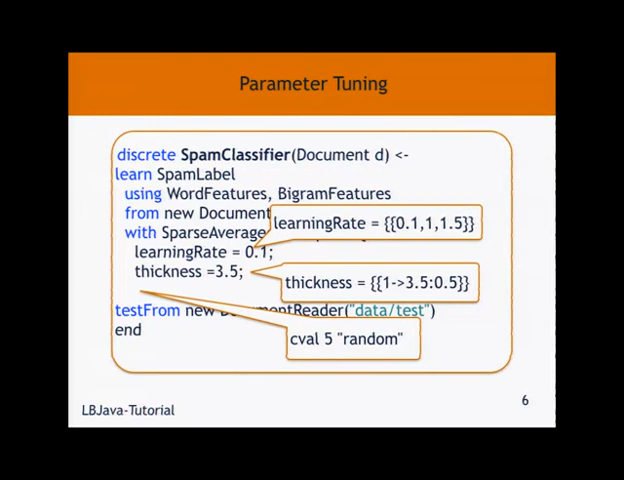 Parameter Tuning
discrete SpamClassifier(Document d) <-
learn SpamLabel
using WordFeatures, BigramFeatures
from new Document
learningRate = {{0.1,1,1.5}}
with SparseAverage
learningRate = 0.1;
thickness =3.5;
thickness = {{1->3.5:0.5}}
testFrom new DocumentReader("data/test")
end
cval 5 "random"
6
LBJava-Tutorial